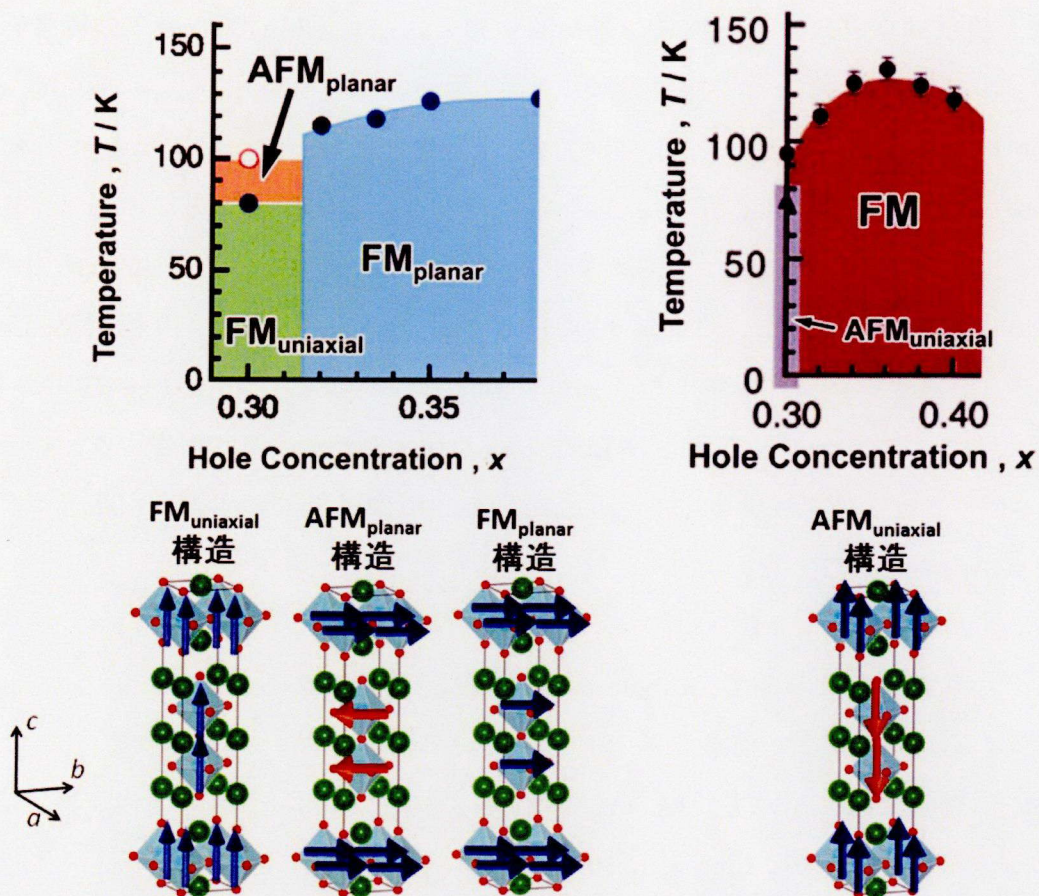 150
100
50
0
Temperature , T / K
AFMplanar
FMplanar
FMuniaxial
0.30
0.35
Hole Concentration , x
150
100
50
0
Temperature , T / K
FM
AFMuniaxial
0.30
0.40
Hole Concentration , x
FMuniaxial
構造
AFMplanar
構造
FMplanar
構造
AFMuniaxial
構造
c
b
a